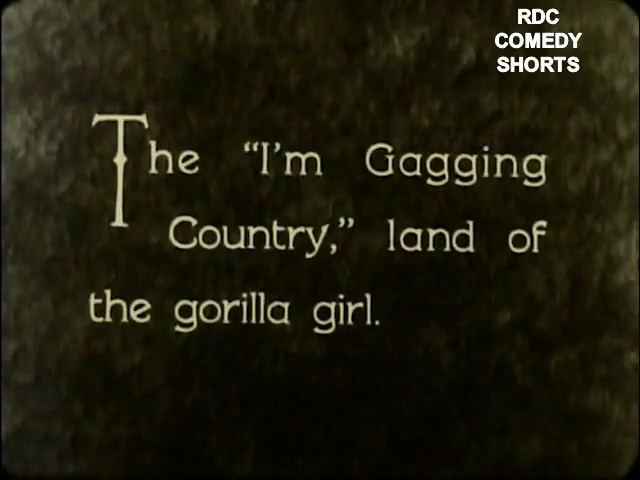 RDC
COMEDY
SHORTS
The “I'm Gagging
Country,” land of
the gorilla girl.